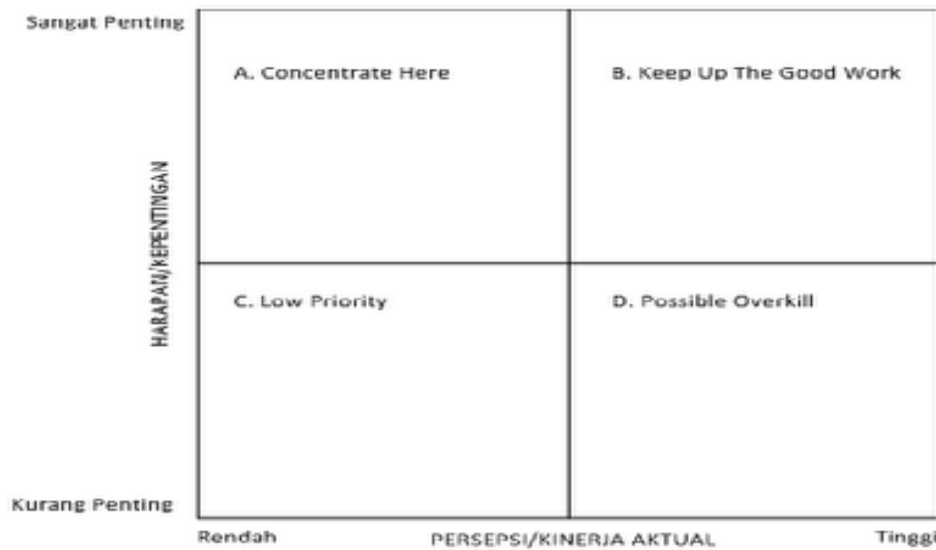 Sangat Penting
A. Concentrate Here
B. Keep Up The Good Work
HARAPAN/KEPENTINGAN
C. Low Priority
D. Possible Overkill
Kurang Penting
Rendah
PERSEPSI/KINERJA AKTUAL
Tinggi